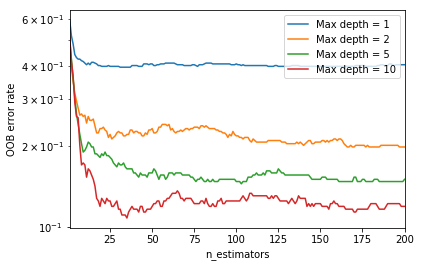 6 × 10⁻¹
4 × 10⁻¹
3 × 10⁻¹
2 × 10⁻¹
10⁻¹
OOB error rate
Max depth = 1
Max depth = 2
Max depth = 5
Max depth = 10
25 50 75 100 125 150 175 200
n_estimators